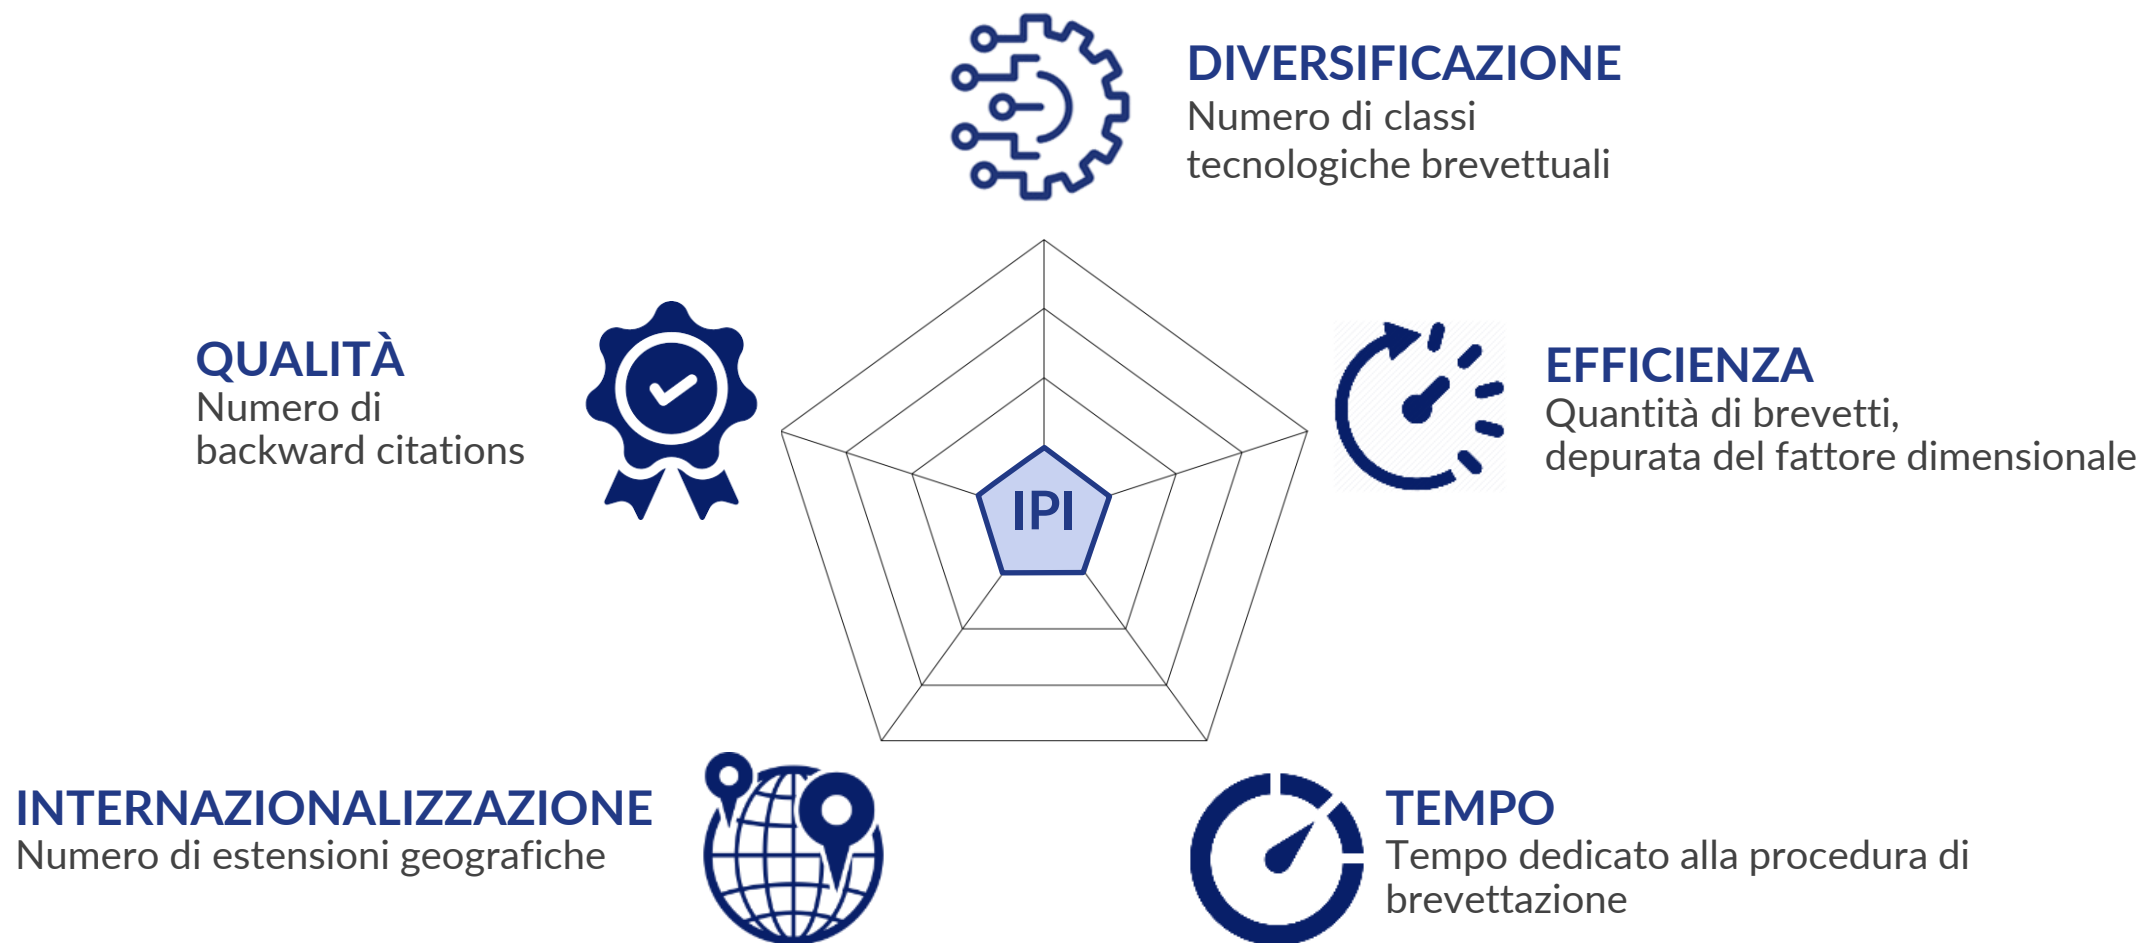 DIVERSIFICAZIONE
Numero di classi
tecnologiche brevettuali
QUALITÀ
Numero di
backward citations
EFFICIENZA
Quantità di brevetti,
depurata del fattore dimensionale
IPI
INTERNAZIONALIZZAZIONE
Numero di estensioni geografiche
TEMPO
Tempo dedicato alla procedura di
brevettazione